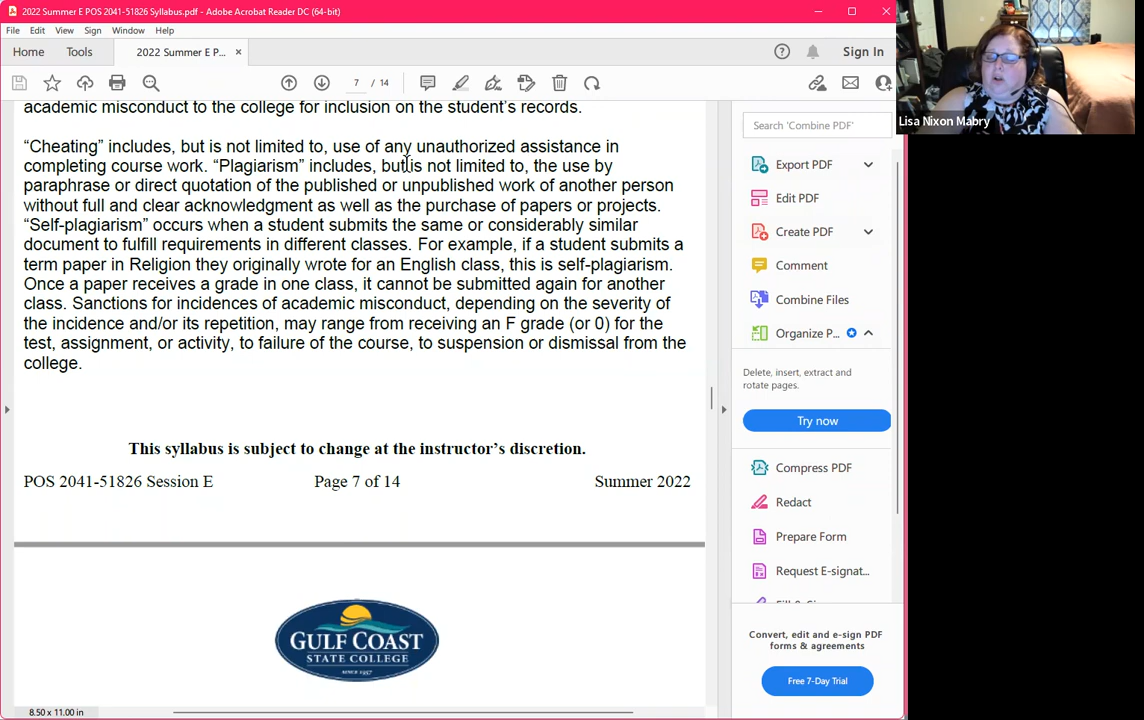 2022 Summer E POS 2041-51826 Syllabus.pdf - Adobe Acrobat Reader DC (64-bit)
File Edit View Sign Window Help
Home Tools 2022 Summer E P... × Sign In
7 / 14
academic misconduct to the college for inclusion on the student's records.
“Cheating” includes, but is not limited to, use of any unauthorized assistance in
completing course work. “Plagiarism” includes, but is not limited to, the use by
paraphrase or direct quotation of the published or unpublished work of another person
without full and clear acknowledgment as well as the purchase of papers or projects.
“Self-plagiarism” occurs when a student submits the same or considerably similar
document to fulfill requirements in different classes. For example, if a student submits a
term paper in Religion they originally wrote for an English class, this is self-plagiarism.
Once a paper receives a grade in one class, it cannot be submitted again for another
class. Sanctions for incidences of academic misconduct, depending on the severity of
the incidence and/or its repetition, may range from receiving an F grade (or 0) for the
test, assignment, or activity, to failure of the course, to suspension or dismissal from the
college.
This syllabus is subject to change at the instructor's discretion.
POS 2041-51826 Session E Page 7 of 14 Summer 2022
GULF COAST
STATE COLLEGE
SINCE 1957
8.50 x 11.00 in
Search 'Combine PDF'
Export PDF
Edit PDF
Create PDF
Comment
Combine Files
Organize P...
Delete, insert, extract and
rotate pages.
Try now
Compress PDF
Redact
Prepare Form
Request E-signat...
Convert, edit and e-sign PDF
forms & agreements
Free 7-Day Trial
Lisa Nixon Mabry